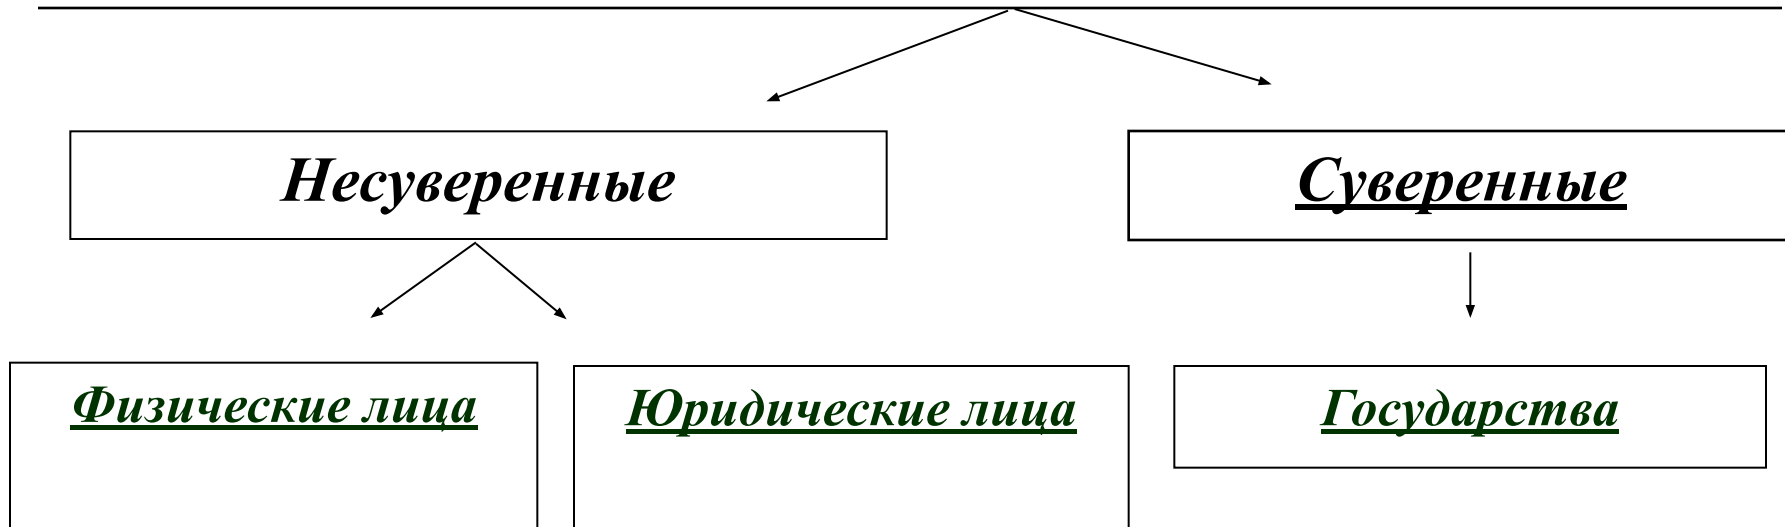 Несуверенные
Суверенные
Физические лица
Юридические лица
Государства